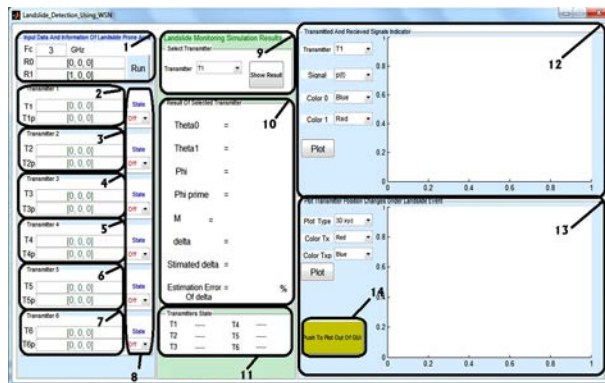 Landslide_Detection_Using_WSN
Input Data And Information Of Landslide Prone Area
1
Fc 3 GHz
R0 [0, 0, 0]
R1 [1, 0, 0]
Run
Transmitter 1
2
T1 [0, 0, 0] State
T1p [0, 0, 0] Off
3
Transmitter 2
T2 [0, 0, 0] State
T2p [0, 0, 0] Off
4
Transmitter 3
T3 [0, 0, 0] State
T3p [0, 0, 0] Off
5
Transmitter 4
T4 [0, 0, 0] State
T4p [0, 0, 0] Off
6
Transmitter 5
T5 [0, 0, 0] State
T5p [0, 0, 0] Off
7
Transmitter 6
T6 [0, 0, 0] State
T6p [0, 0, 0] Off
8
Landslide Monitoring Simulation Results
Select Transmitter
9
Transmitter T1 Show Result
Result Of Selected Transmitter
10
Theta0 =
Theta1 =
Phi =
Phi prime =
M =
delta =
Stimated delta =
Estimation Error = %
Of delta
Transmitters State
T1 ---- T4 ----
T2 ---- T5 ----
T3 ---- T6 ----
11
Transmitted And Recieved Signals Indicator
12
Transmitter T1
Signal p(t)
Color 0 Blue
Color 1 Red
Plot
1
0.8
0.6
0.4
0.2
0
0.2 0.4 0.6 0.8 1
Plot Transmitter Position Changes Under Landslide Event
13
Plot Type 3D xyz
Color Tx Red
Color Txp Blue
Plot
14
Push To Plot Out Of GUI
1
0.8
0.6
0.4
0.2
0
0 0.2 0.4 0.6 0.8 1